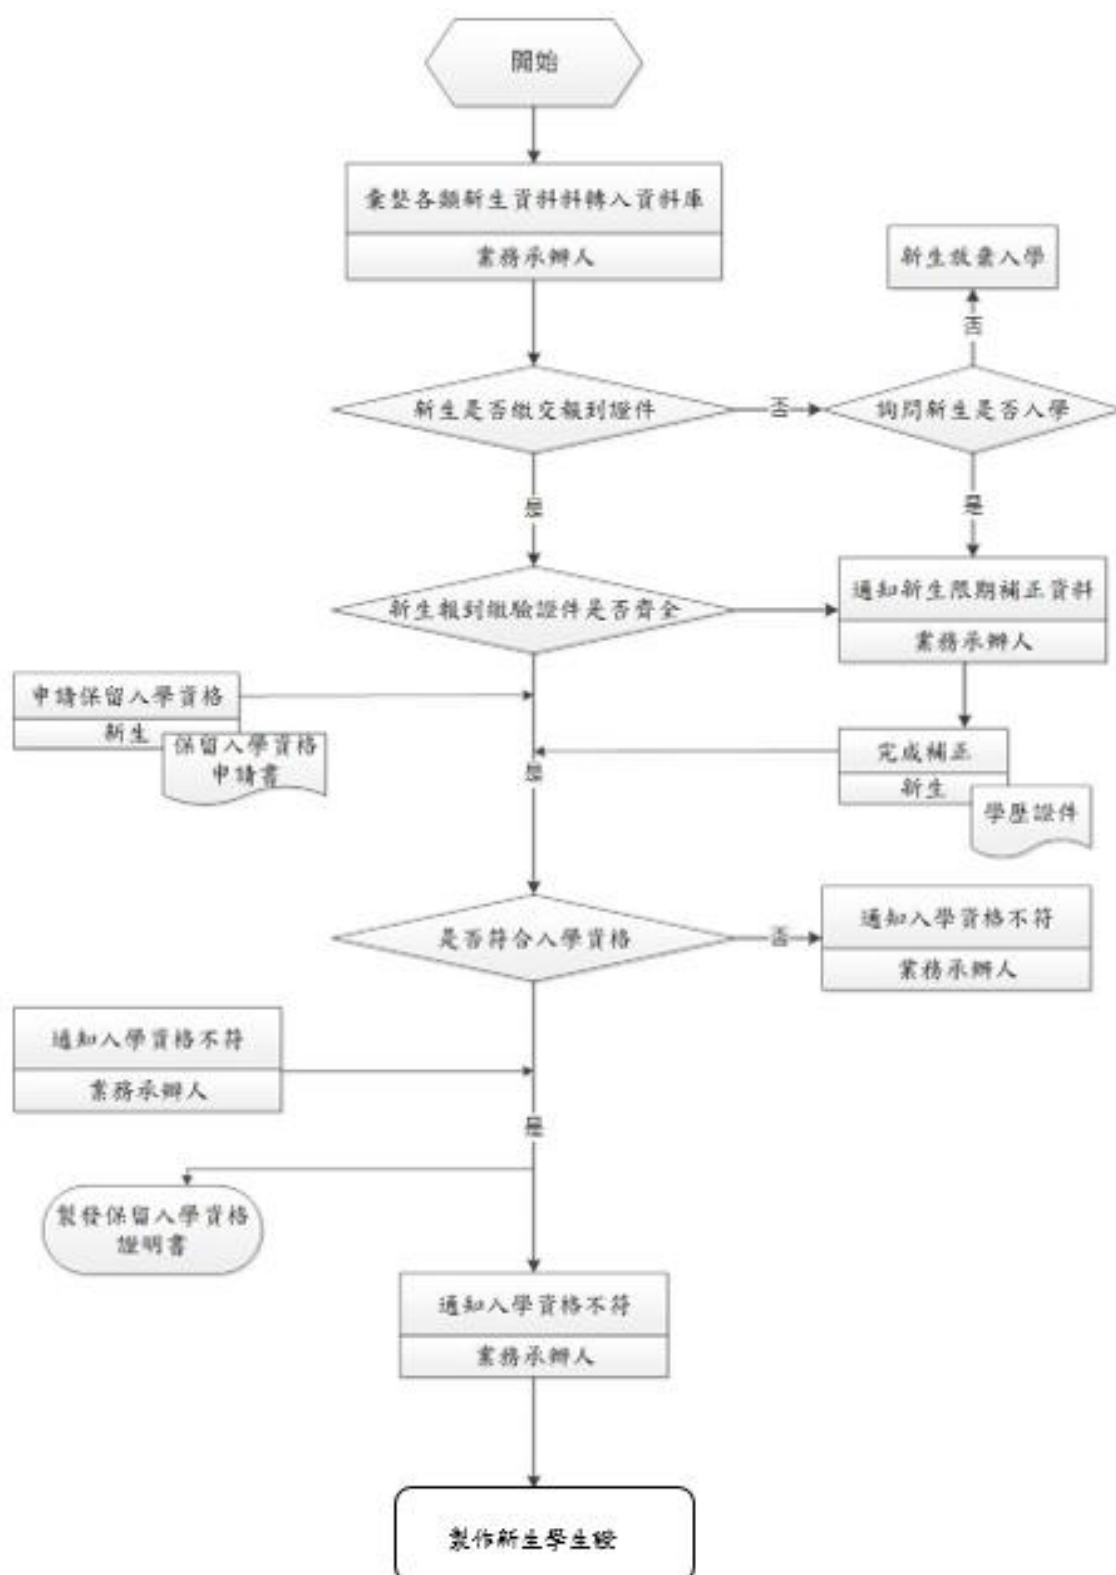 開始
彙整各類新生資料料轉入資料庫
業務承辦人
新生放棄入學
否
新生是否繳交報到證件
否
詢問新生是否入學
是
是
新生報到繳驗證件是否齊全
通知新生限期補正資料
業務承辦人
申請保留入學資格
新生
保留入學資格
申請書
完成補正
新生
學歷證件
是
是否符合入學資格
否
通知入學資格不符
業務承辦人
通知入學資格不符
業務承辦人
是
製發保留入學資格
證明書
通知入學資格不符
業務承辦人
製作新生學生證